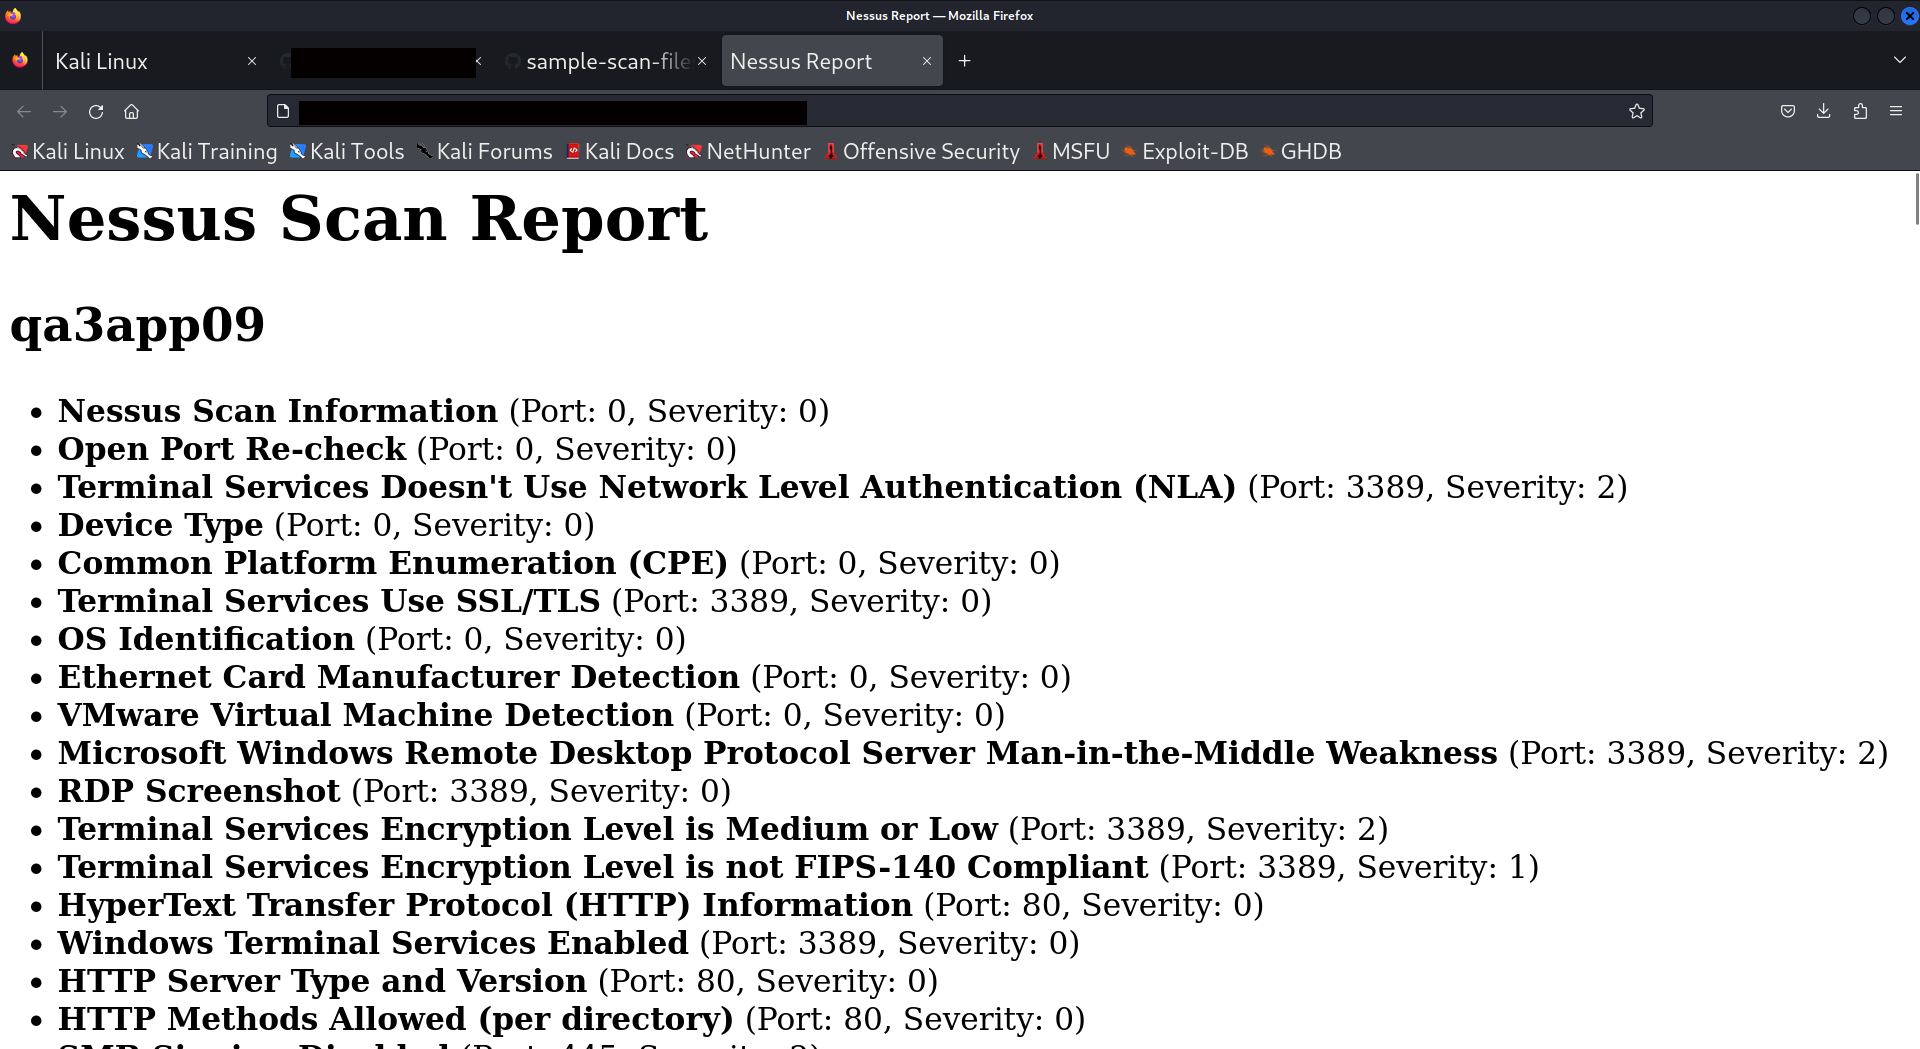 Nessus Report — Mozilla Firefox
Kali Linux
sample-scan-file
Nessus Report
Kali Linux Kali Training Kali Tools Kali Forums Kali Docs NetHunter Offensive Security MSFU Exploit-DB GHDB
Nessus Scan Report
qa3app09
• Nessus Scan Information (Port: 0, Severity: 0)
• Open Port Re-check (Port: 0, Severity: 0)
• Terminal Services Doesn't Use Network Level Authentication (NLA) (Port: 3389, Severity: 2)
• Device Type (Port: 0, Severity: 0)
• Common Platform Enumeration (CPE) (Port: 0, Severity: 0)
• Terminal Services Use SSL/TLS (Port: 3389, Severity: 0)
• OS Identification (Port: 0, Severity: 0)
• Ethernet Card Manufacturer Detection (Port: 0, Severity: 0)
• VMware Virtual Machine Detection (Port: 0, Severity: 0)
• Microsoft Windows Remote Desktop Protocol Server Man-in-the-Middle Weakness (Port: 3389, Severity: 2)
• RDP Screenshot (Port: 3389, Severity: 0)
• Terminal Services Encryption Level is Medium or Low (Port: 3389, Severity: 2)
• Terminal Services Encryption Level is not FIPS-140 Compliant (Port: 3389, Severity: 1)
• HyperText Transfer Protocol (HTTP) Information (Port: 80, Severity: 0)
• Windows Terminal Services Enabled (Port: 3389, Severity: 0)
• HTTP Server Type and Version (Port: 80, Severity: 0)
• HTTP Methods Allowed (per directory) (Port: 80, Severity: 0)